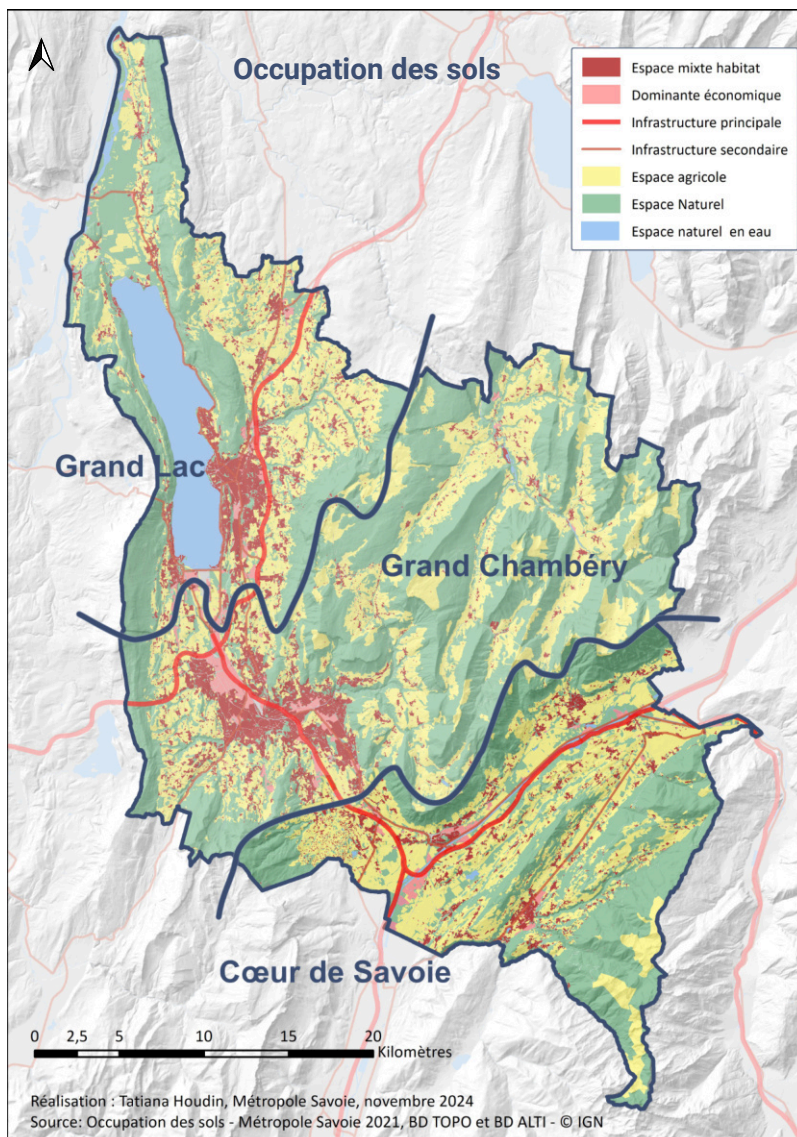 Occupation des sols
Espace mixte habitat
Dominante économique
Infrastructure principale
Infrastructure secondaire
Espace agricole
Espace Naturel
Espace naturel  en eau
Grand Lac
Grand Chambéry
Cœur de Savoie
0 2,5 5 10 15 20
Kilomètres
Réalisation : Tatiana Houdin, Métropole Savoie, novembre 2024
Source: Occupation des sols - Métropole Savoie 2021, BD TOPO et BD ALTI - © IGN